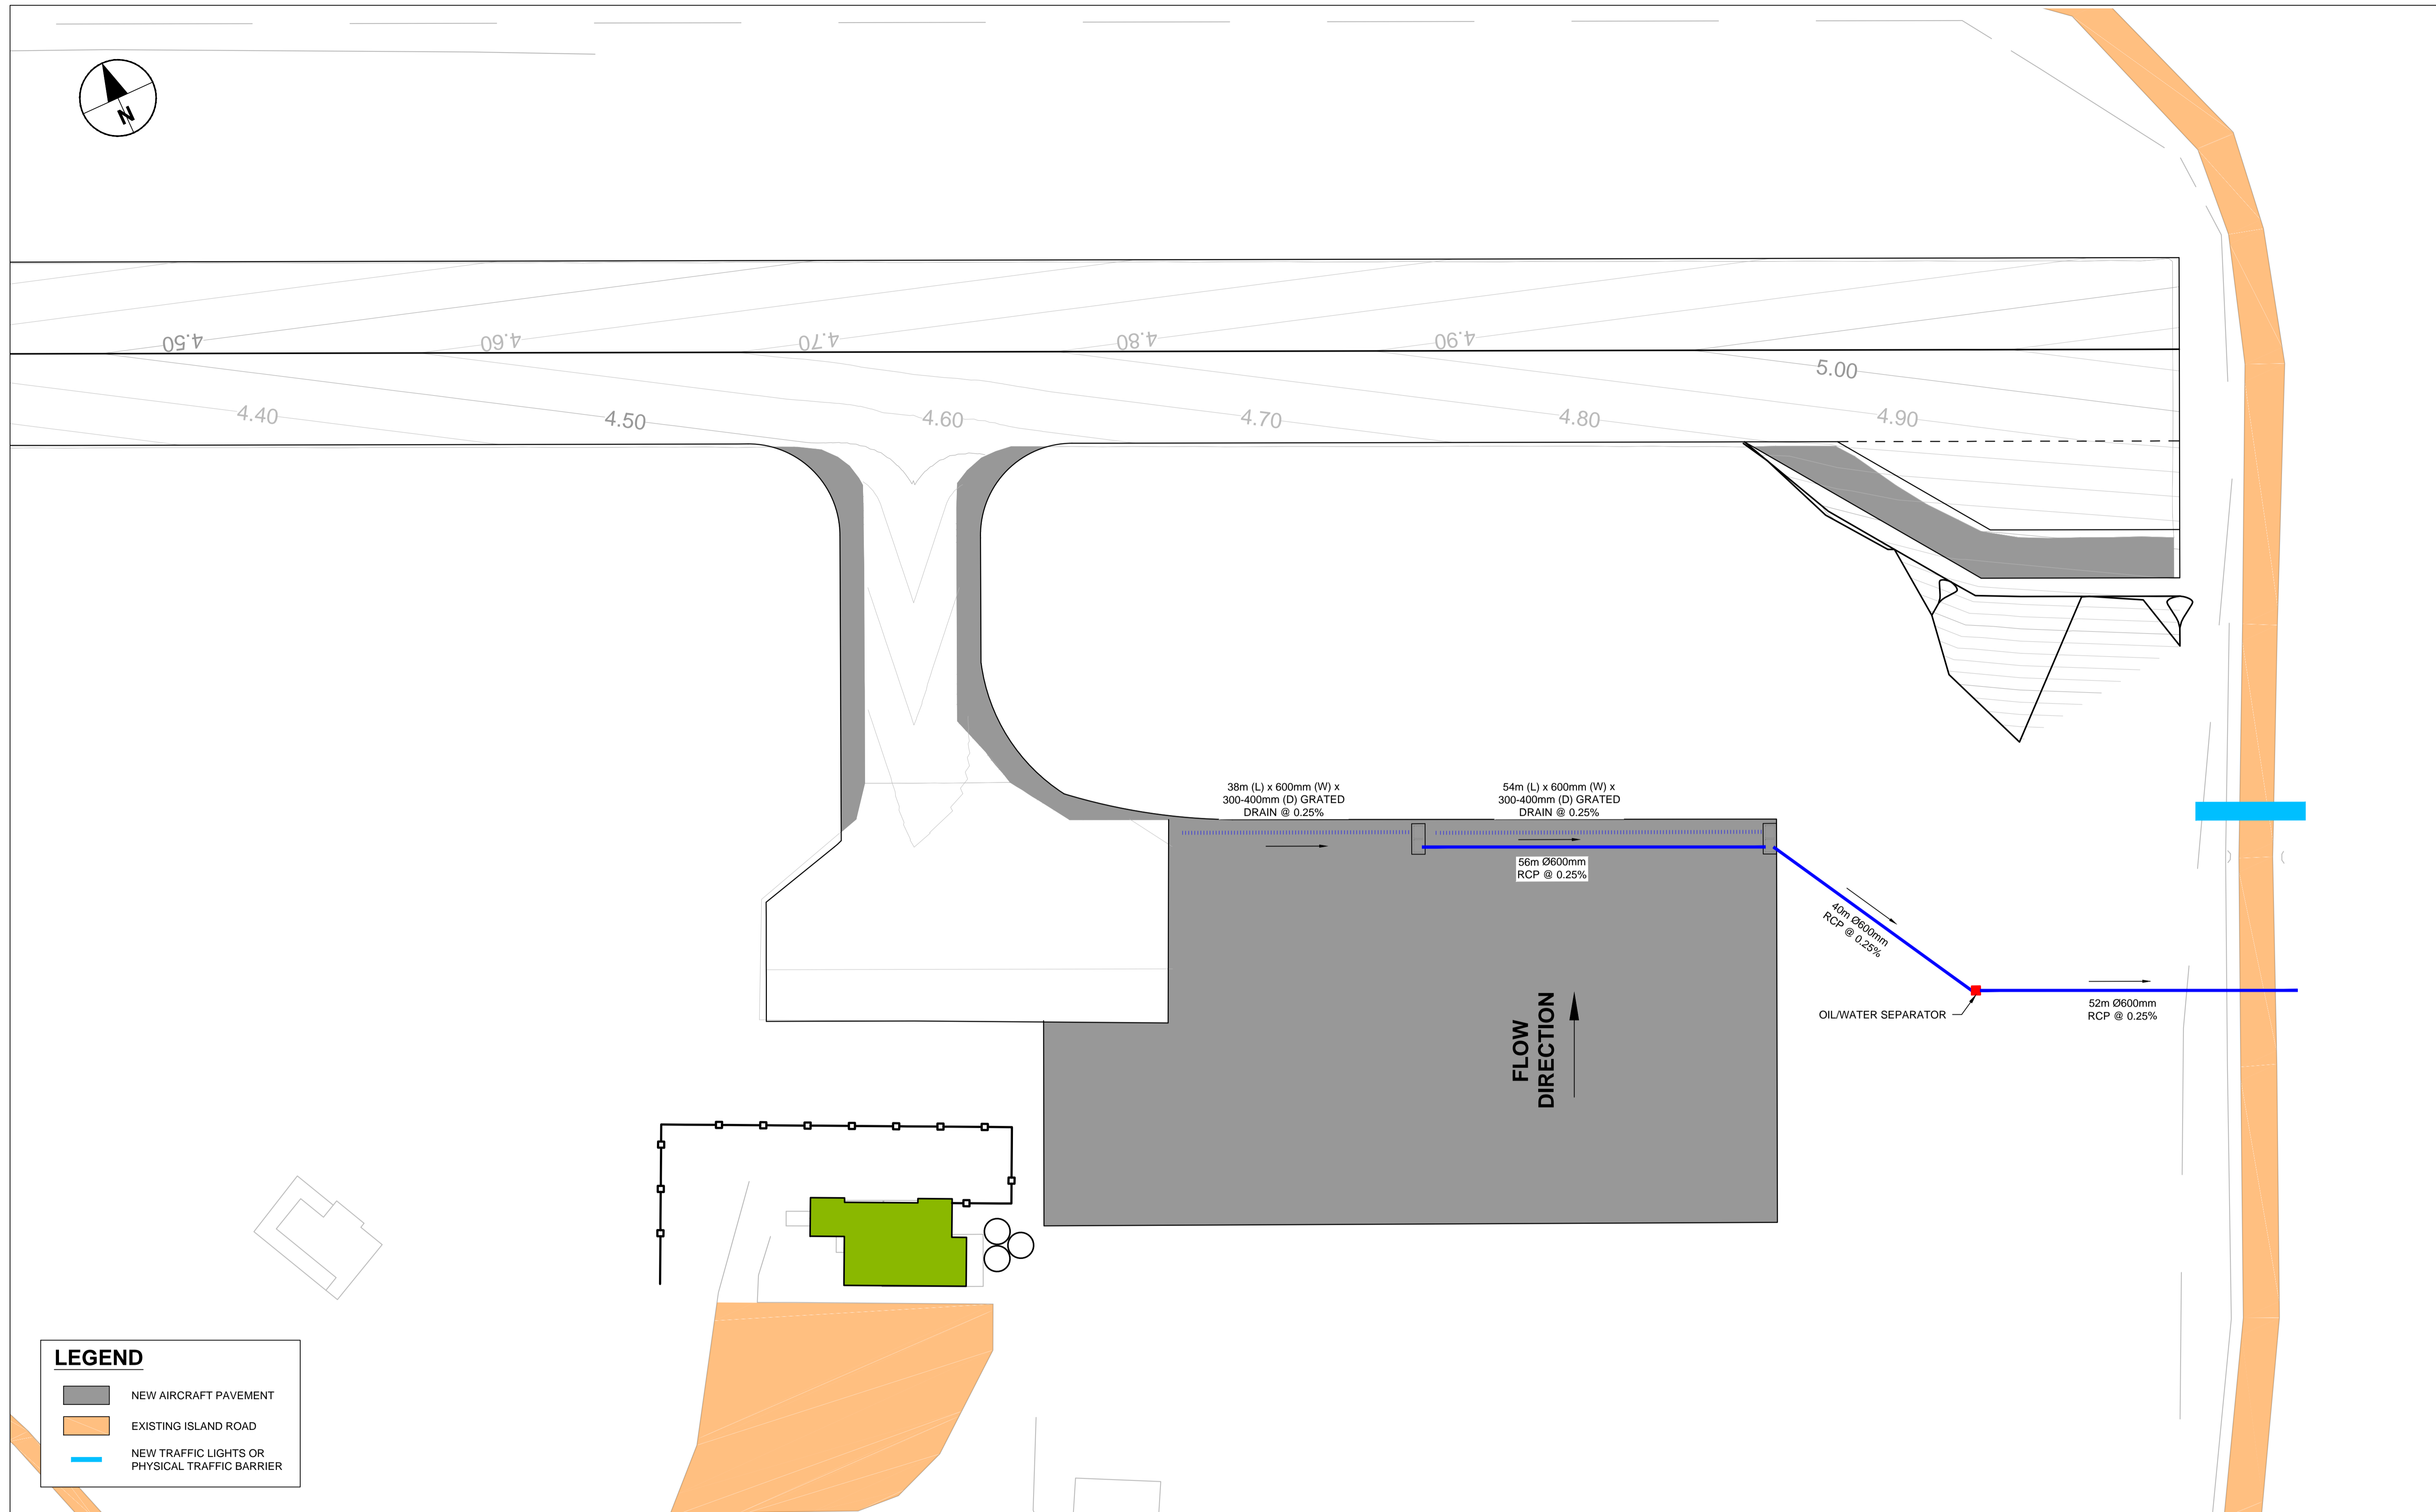 N
4.50
4.60
4.70
4.80
4.90
5.00
4.40
4.50
4.60
4.70
4.80
4.90
38m (L) x 600mm (W) x
300-400mm (D) GRATED
DRAIN @ 0.25%
54m (L) x 600mm (W) x
300-400mm (D) GRATED
DRAIN @ 0.25%
56m Ø600mm
RCP @ 0.25%
40m Ø600mm
RCP @ 0.25%
OIL/WATER SEPARATOR
52m Ø600mm
RCP @ 0.25%
FLOW
DIRECTION
LEGEND
NEW AIRCRAFT PAVEMENT
EXISTING ISLAND ROAD
NEW TRAFFIC LIGHTS OR
PHYSICAL TRAFFIC BARRIER